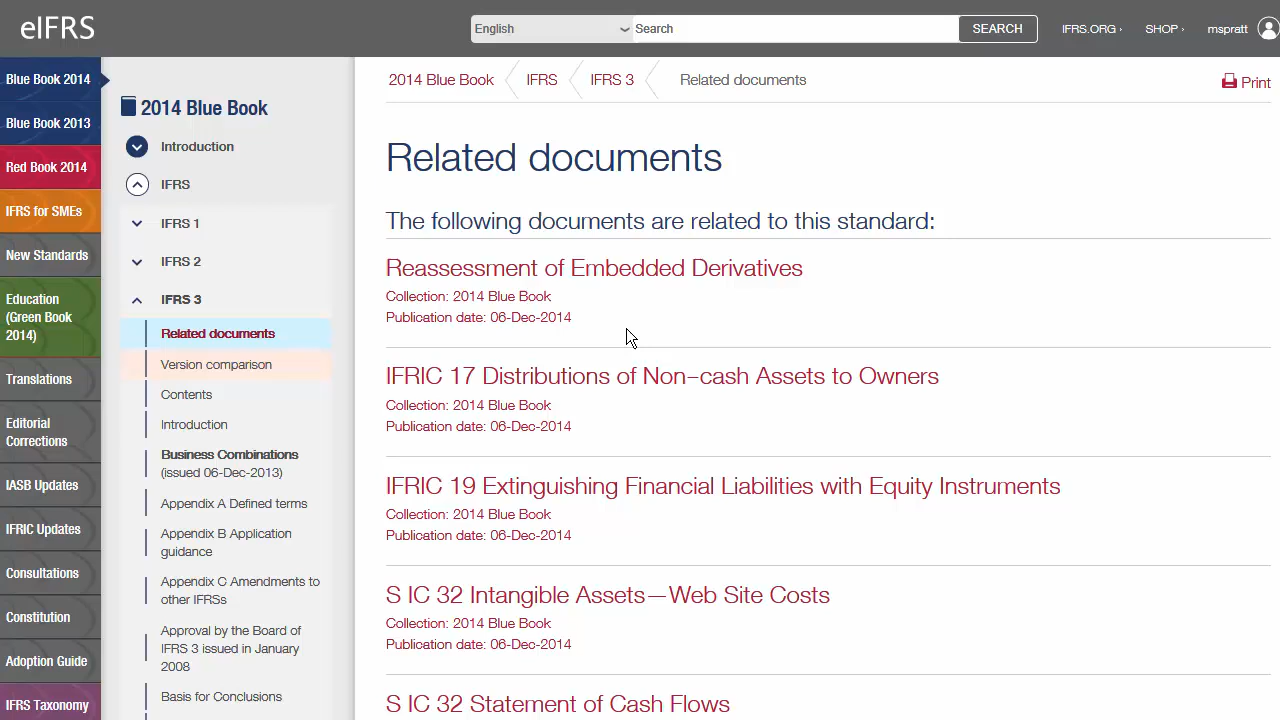 eIFRS
English
Search
SEARCH
IFRS.ORG ›
SHOP ›
mspratt
Blue Book 2014
Blue Book 2013
Red Book 2014
IFRS for SMEs
New Standards
Education
(Green Book
2014)
Translations
Editorial
Corrections
IASB Updates
IFRIC Updates
Consultations
Constitution
Adoption Guide
IFRS Taxonomy
2014 Blue Book
Introduction
IFRS
IFRS 1
IFRS 2
IFRS 3
Related documents
Version comparison
Contents
Introduction
Business Combinations
(issued 06-Dec-2013)
Appendix A Defined terms
Appendix B Application
guidance
Appendix C Amendments to
other IFRSs
Approval by the Board of
IFRS 3 issued in January
2008
Basis for Conclusions
2014 Blue Book
IFRS
IFRS 3
Related documents
Print
Related documents
The following documents are related to this standard:
Reassessment of Embedded Derivatives
Collection: 2014 Blue Book
Publication date: 06-Dec-2014
IFRIC 17 Distributions of Non–cash Assets to Owners
Collection: 2014 Blue Book
Publication date: 06-Dec-2014
IFRIC 19 Extinguishing Financial Liabilities with Equity Instruments
Collection: 2014 Blue Book
Publication date: 06-Dec-2014
S IC 32 Intangible Assets—Web Site Costs
Collection: 2014 Blue Book
Publication date: 06-Dec-2014
S IC 32 Statement of Cash Flows